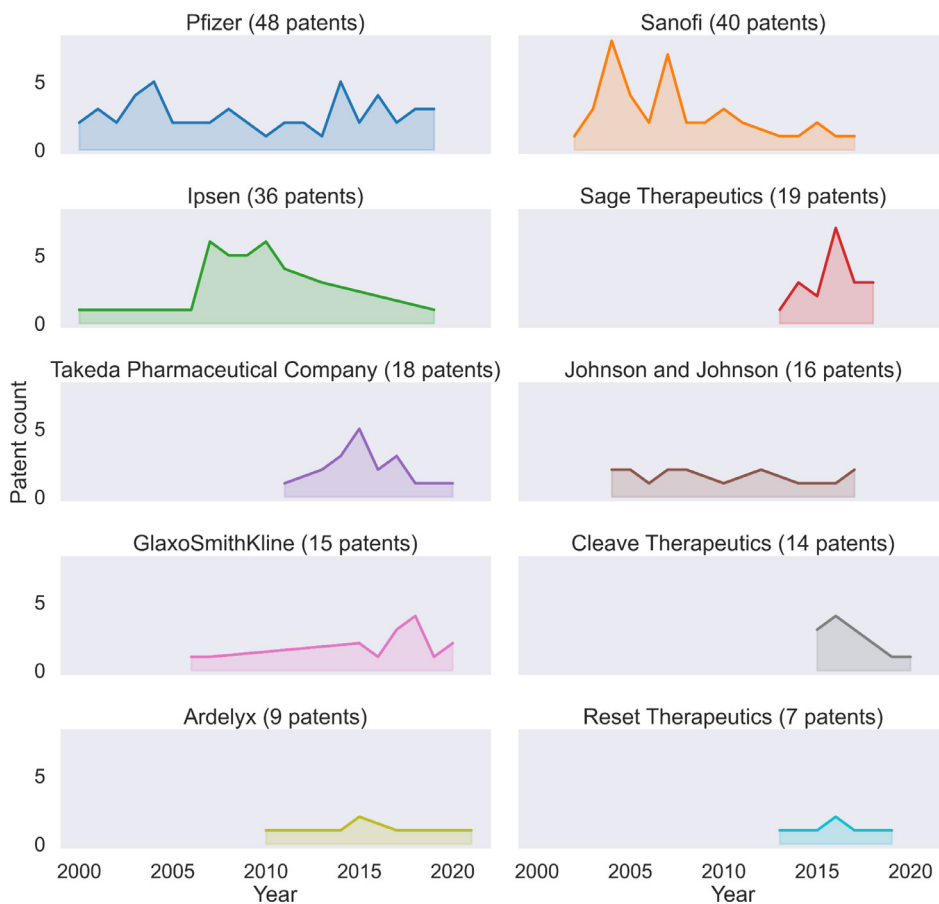 Pfizer (48 patents)
Sanofi (40 patents)
5
0
Ipsen (36 patents)
Sage Therapeutics (19 patents)
5
0
Takeda Pharmaceutical Company (18 patents)
Johnson and Johnson (16 patents)
Patent count
5
0
GlaxoSmithKline (15 patents)
Cleave Therapeutics (14 patents)
5
0
Ardelyx (9 patents)
Reset Therapeutics (7 patents)
5
0
2000 2005 2010 2015 2020
2000 2005 2010 2015 2020
Year
Year